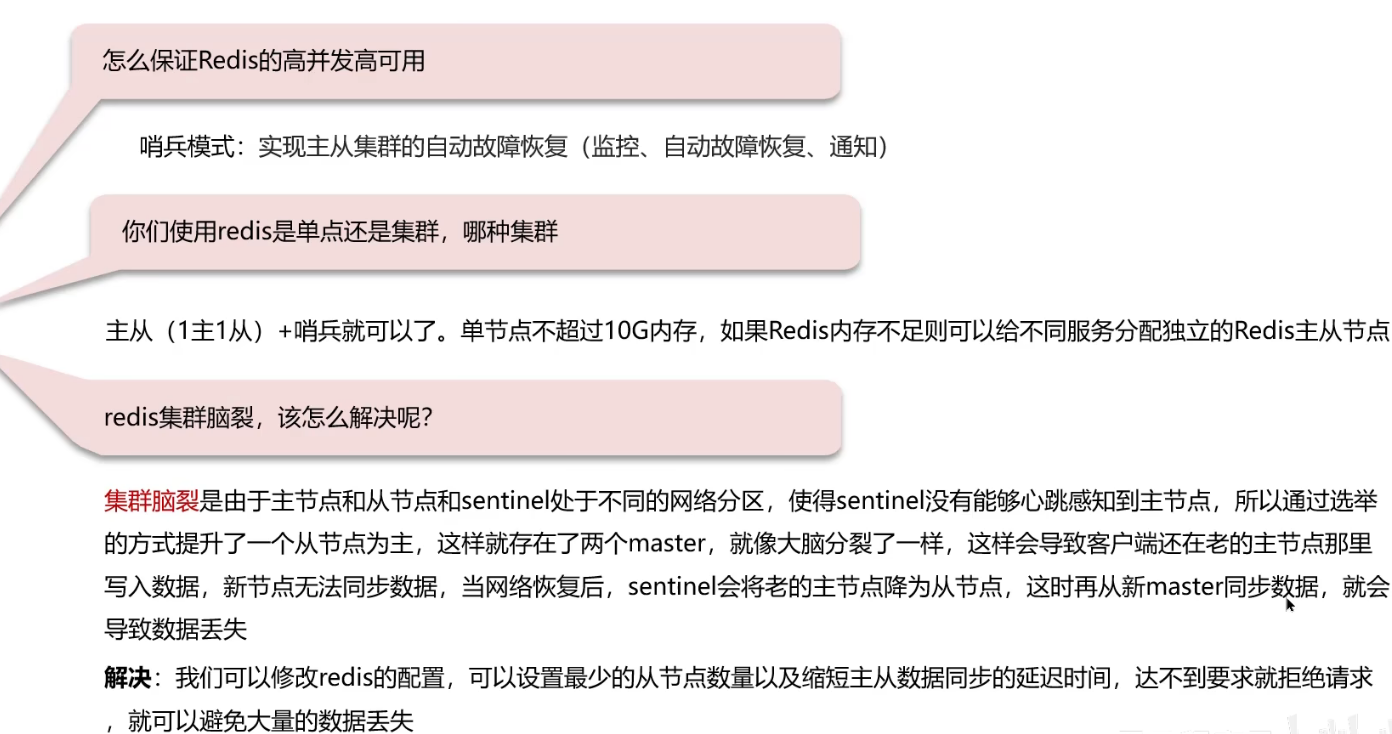 怎么保证Redis的高并发高可用
哨兵模式：实现主从集群的自动故障恢复（监控、自动故障恢复、通知）
你们使用redis是单点还是集群，哪种集群
主从（1主1从）+哨兵就可以了。单节点不超过10G内存，如果Redis内存不足则可以给不同服务分配独立的Redis主从节点
redis集群脑裂，该怎么解决呢？
集群脑裂是由于主节点和从节点和sentinel处于不同的网络分区，使得sentinel没有能够心跳感知到主节点，所以通过选举
的方式提升了一个从节点为主，这样就存在了两个master，就像大脑分裂了一样，这样会导致客户端还在老的主节点那里
写入数据，新节点无法同步数据，当网络恢复后，sentinel会将老的主节点降为从节点，这时再从新master同步数据，就会
导致数据丢失
解决：我们可以修改redis的配置，可以设置最少的从节点数量以及缩短主从数据同步的延迟时间，达不到要求就拒绝请求
，就可以避免大量的数据丢失